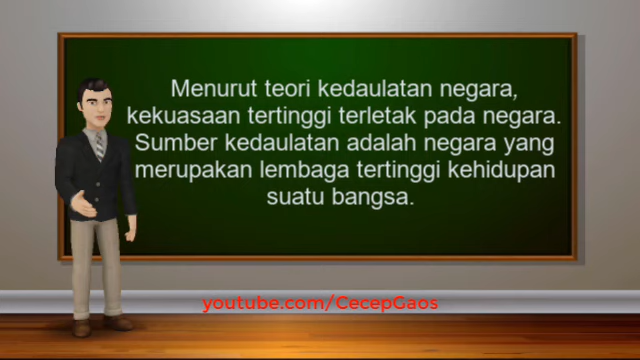 Menurut teori kedaulatan negara,
kekuasaan tertinggi terletak pada negara.
Sumber kedaulatan adalah negara yang
merupakan lembaga tertinggi kehidupan
suatu bangsa.
youtube.com/CecepGaos